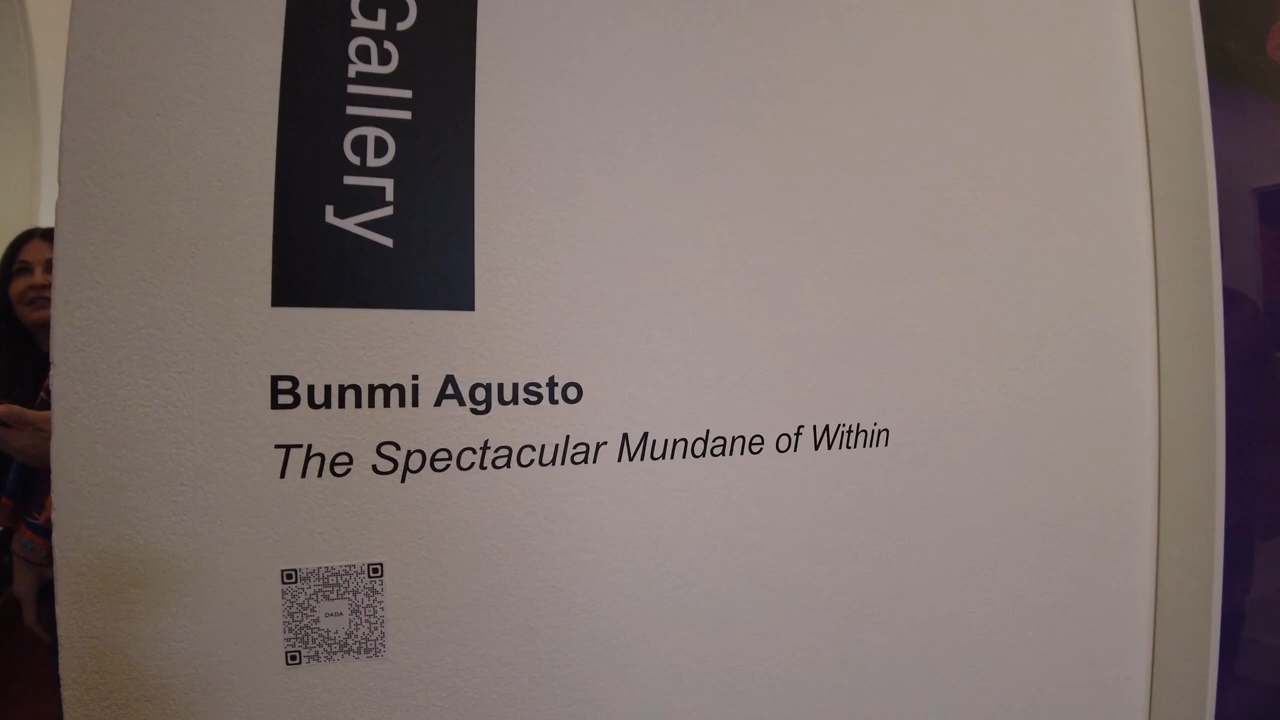 Gallery
Bunmi Agusto
The Spectacular Mundane of Within
DADA